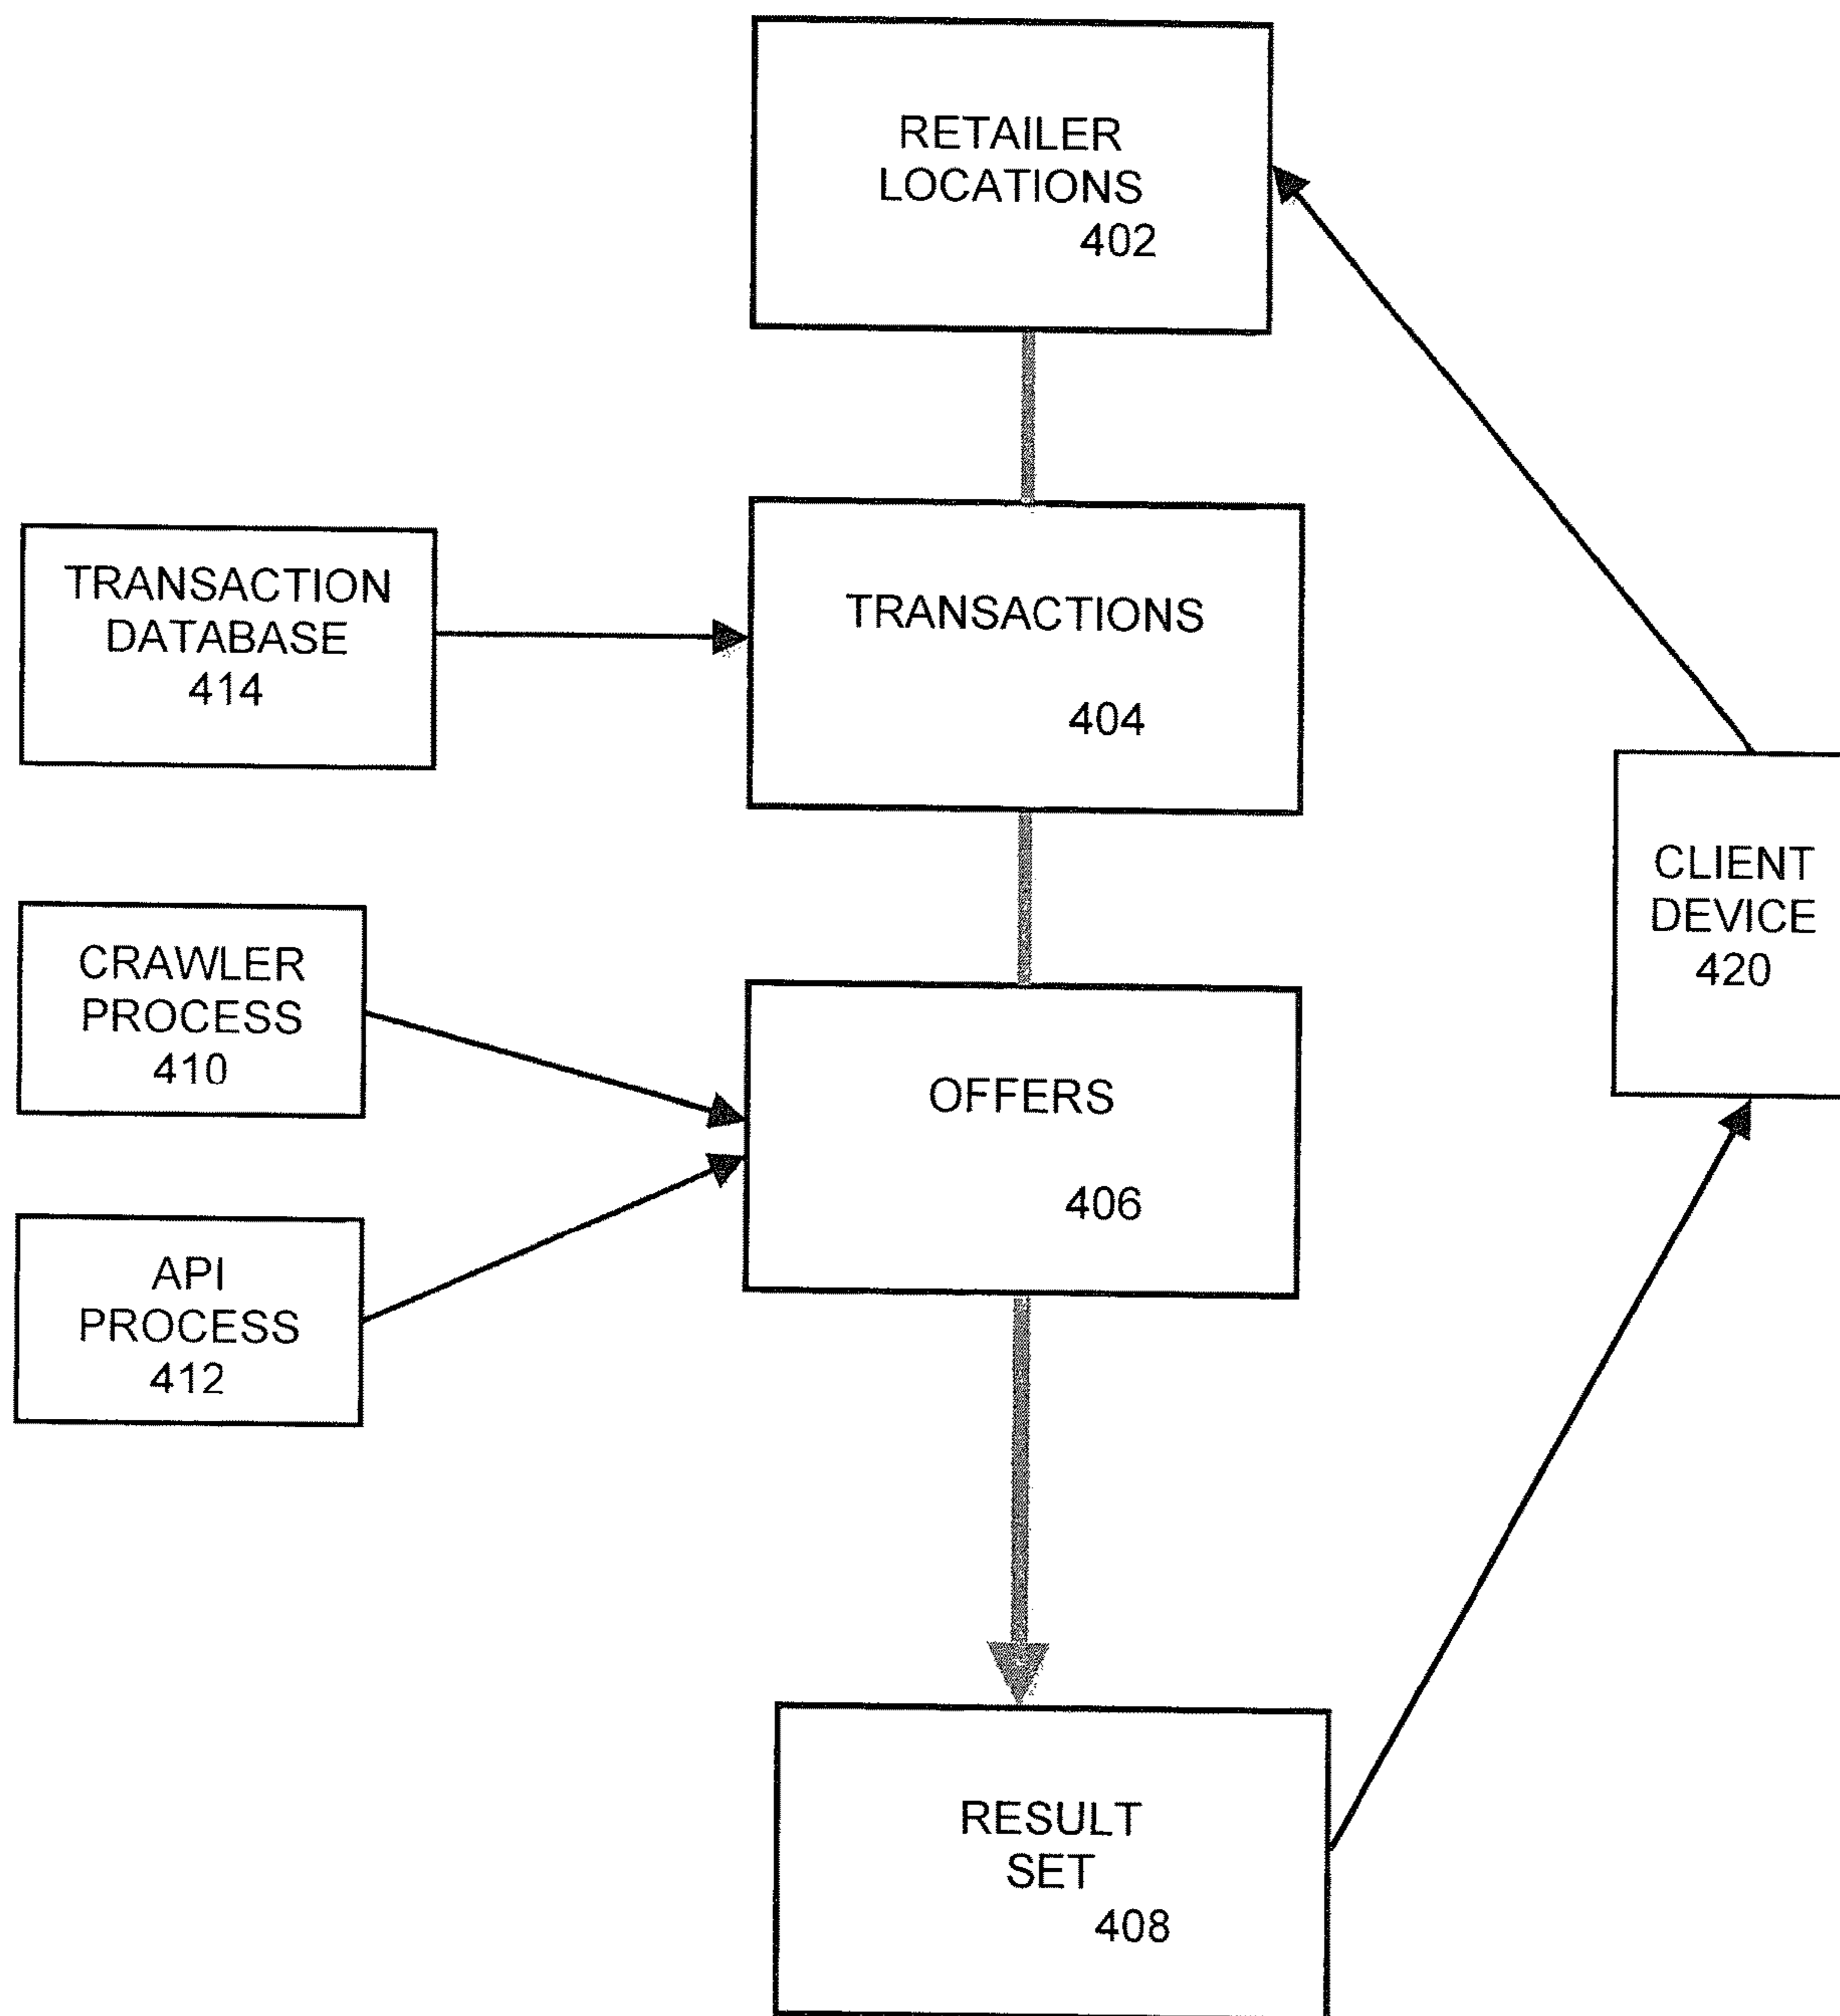 RETAILER
LOCATIONS
402
TRANSACTION
DATABASE
414
TRANSACTIONS
404
CLIENT
DEVICE
420
CRAWLER
PROCESS
410
OFFERS
406
API
PROCESS
412
RESULT
SET
408